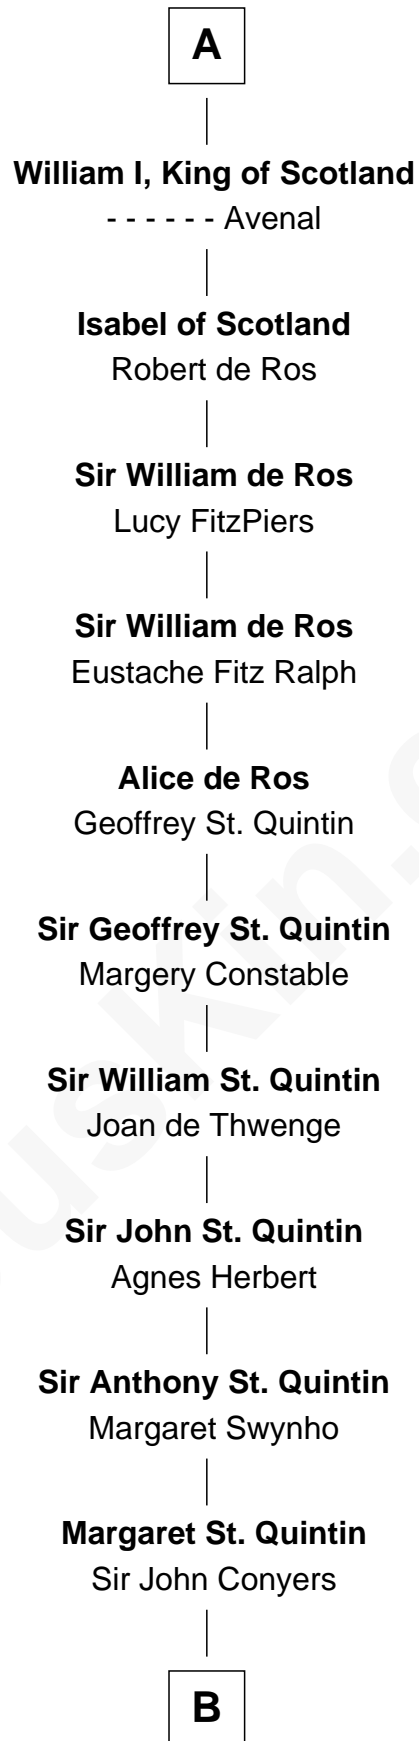 A
William I, King of Scotland
- - - - - - Avenal
Isabel of Scotland
Robert de Ros
Sir William de Ros
Lucy FitzPiers
Sir William de Ros
Eustache Fitz Ralph
Alice de Ros
Geoffrey St. Quintin
Sir Geoffrey St. Quintin
Margery Constable
Sir William St. Quintin
Joan de Thwenge
Sir John St. Quintin
Agnes Herbert
Sir Anthony St. Quintin
Margaret Swynho
Margaret St. Quintin
Sir John Conyers
B